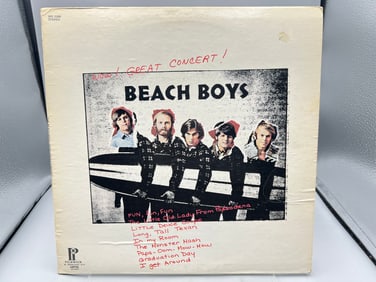 WOW! GREAT CONCERT!
BEACH BOYS
FUN, Fun, Fun
The Little Old Lady From Pasadena
LITTLE Deuce
Long, Tall Texan
In my Room
The Monster Mash
Papa-Oom-Mow-Mow
Graduation Day
I get Around
PICKWICK